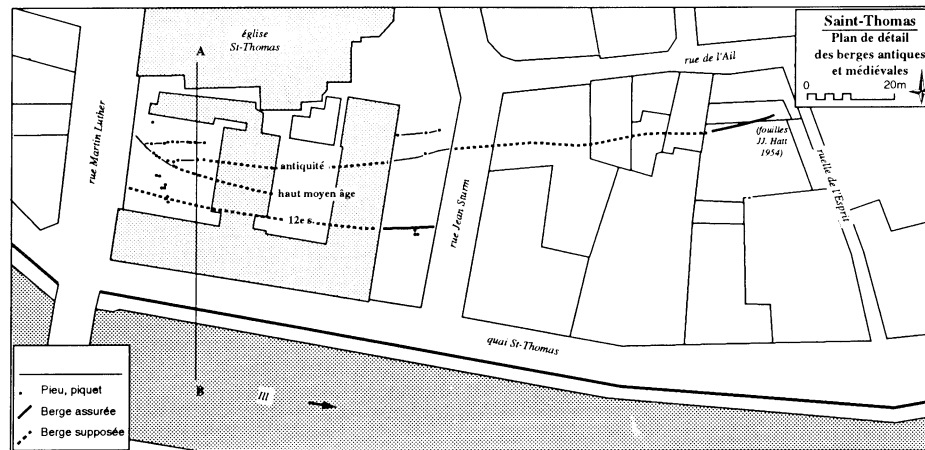 Saint-Thomas
Plan de détail
des berges antiques
et médiévales
0 20m
A
église
St-Thomas
rue de l'Ail
rue Martin Luther
antiquité
haut moyen âge
12e s.
rue Jean Sturm
(fouilles
JJ. Hatt
1954)
ruelle de l'Esprit
quai St-Thomas
B
Ill
Pieu, piquet
Berge assurée
Berge supposée